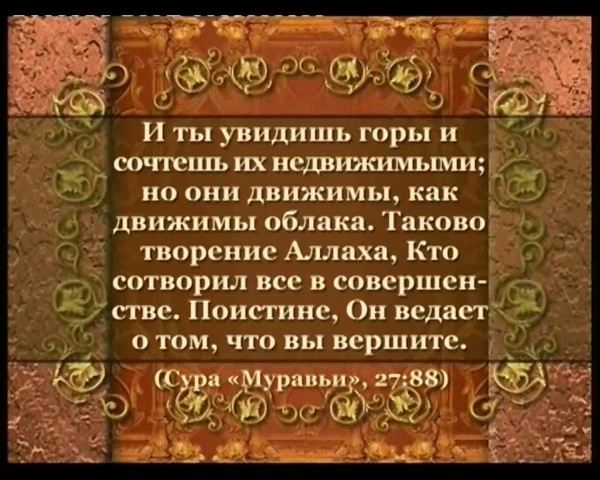 И ты увидишь горы и
сочтешь их недвижимыми;
но они движимы, как
движимы облака. Таково
творение Аллаха, Кто
сотворил все в совершен-
стве. Поистине, Он ведает
о том, что вы вершите.
(Сура «Муравьи», 27:88)